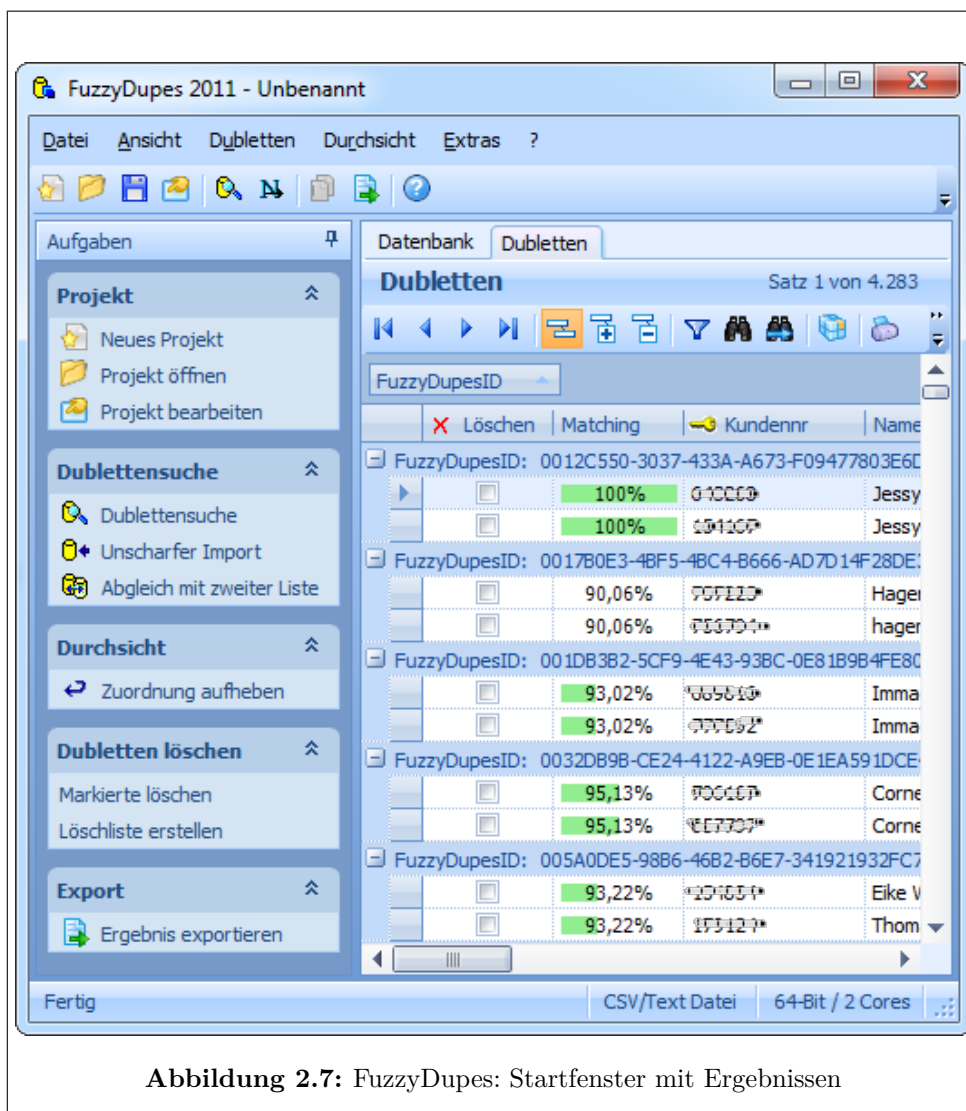 FuzzyDupes 2011 - Unbenannt
Datei Ansicht Dubletten Durchsicht Extras ?
Aufgaben
Projekt
Neues Projekt
Projekt öffnen
Projekt bearbeiten
Dublettensuche
Dublettensuche
Unscharfer Import
Abgleich mit zweiter Liste
Durchsicht
Zuordnung aufheben
Dubletten löschen
Markierte löschen
Löschliste erstellen
Export
Ergebnis exportieren
Datenbank Dubletten
Dubletten Satz 1 von 4.283
FuzzyDupesID
Löschen Matching Kundennr Name
FuzzyDupesID: 0012C550-3037-433A-A673-F09477803E6D
100% Jessy
100% Jessy
FuzzyDupesID: 0017B0E3-4BF5-4BC4-B666-AD7D14F28DE
90,06% Hagen
90,06% hagen
FuzzyDupesID: 001DB3B2-5CF9-4E43-93BC-0E81B9B4FE80
93,02% Imma
93,02% Imma
FuzzyDupesID: 0032DB9B-CE24-4122-A9EB-0E1EA591DCE
95,13% Corne
95,13% Corne
FuzzyDupesID: 005A0DE5-98B6-46B2-B6E7-341921932FC7
93,22% Eike
93,22% Thom
Fertig CSV/Text Datei 64-Bit / 2 Cores
Abbildung 2.7: FuzzyDupes: Startfenster mit Ergebnissen